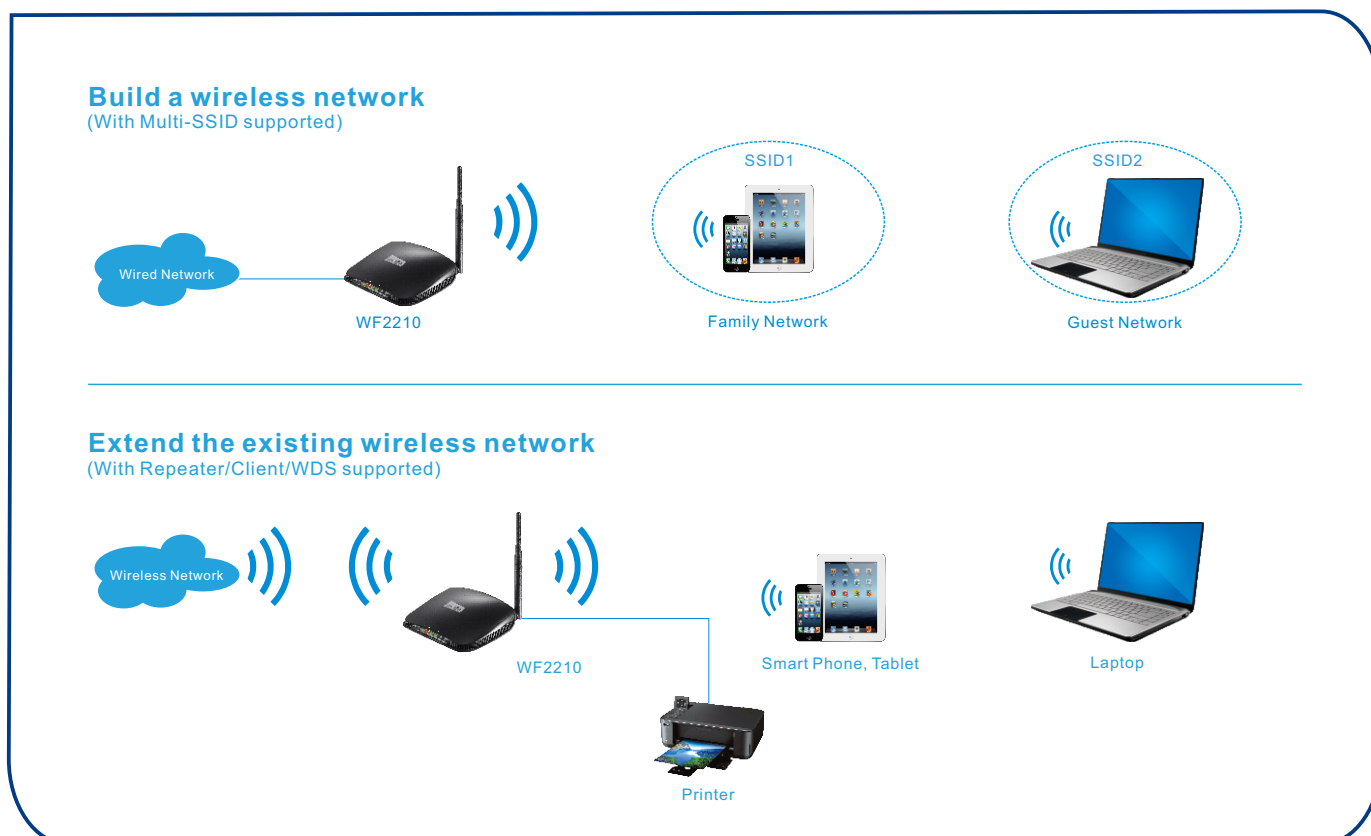 Build a wireless network
(With Multi-SSID supported)
SSID1
SSID2
Wired Network
WF2210
Family Network
Guest Network
Extend the existing wireless network
(With Repeater/Client/WDS supported)
Wireless Network
WF2210
Smart Phone, Tablet
Laptop
Printer